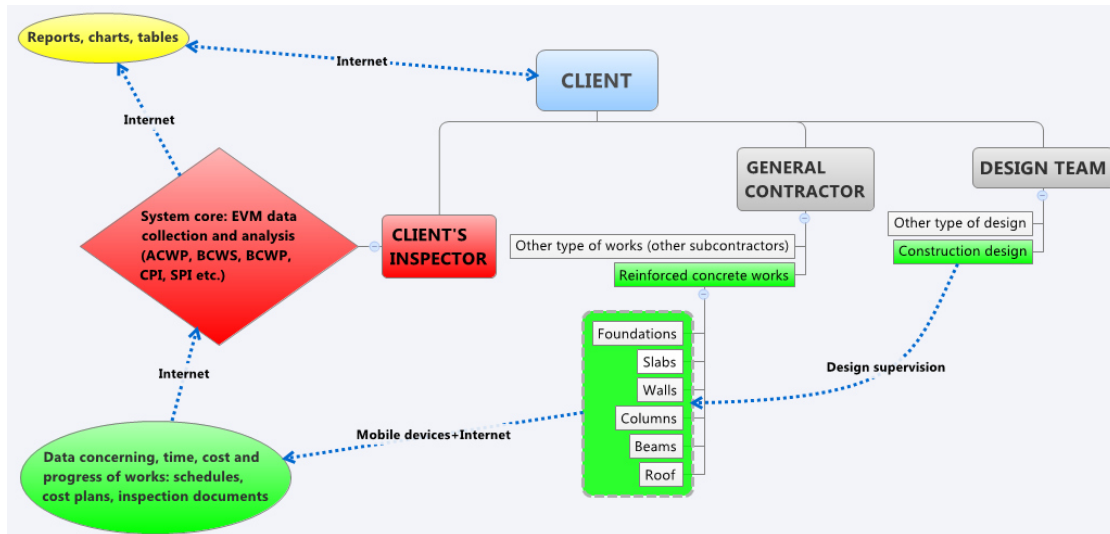 Reports, charts, tables
Internet
CLIENT
Internet
GENERAL
CONTRACTOR
DESIGN TEAM
System core: EVM data
collection and analysis
(ACWP, BCWS, BCWP,
CPI, SPI etc.)
CLIENT'S
INSPECTOR
Other type of works (other subcontractors)
Reinforced concrete works
Other type of design
Construction design
Foundations
Slabs
Walls
Columns
Beams
Roof
Design supervision
Internet
Mobile devices+Internet
Data concerning, time, cost and
progress of works: schedules,
cost plans, inspection documents